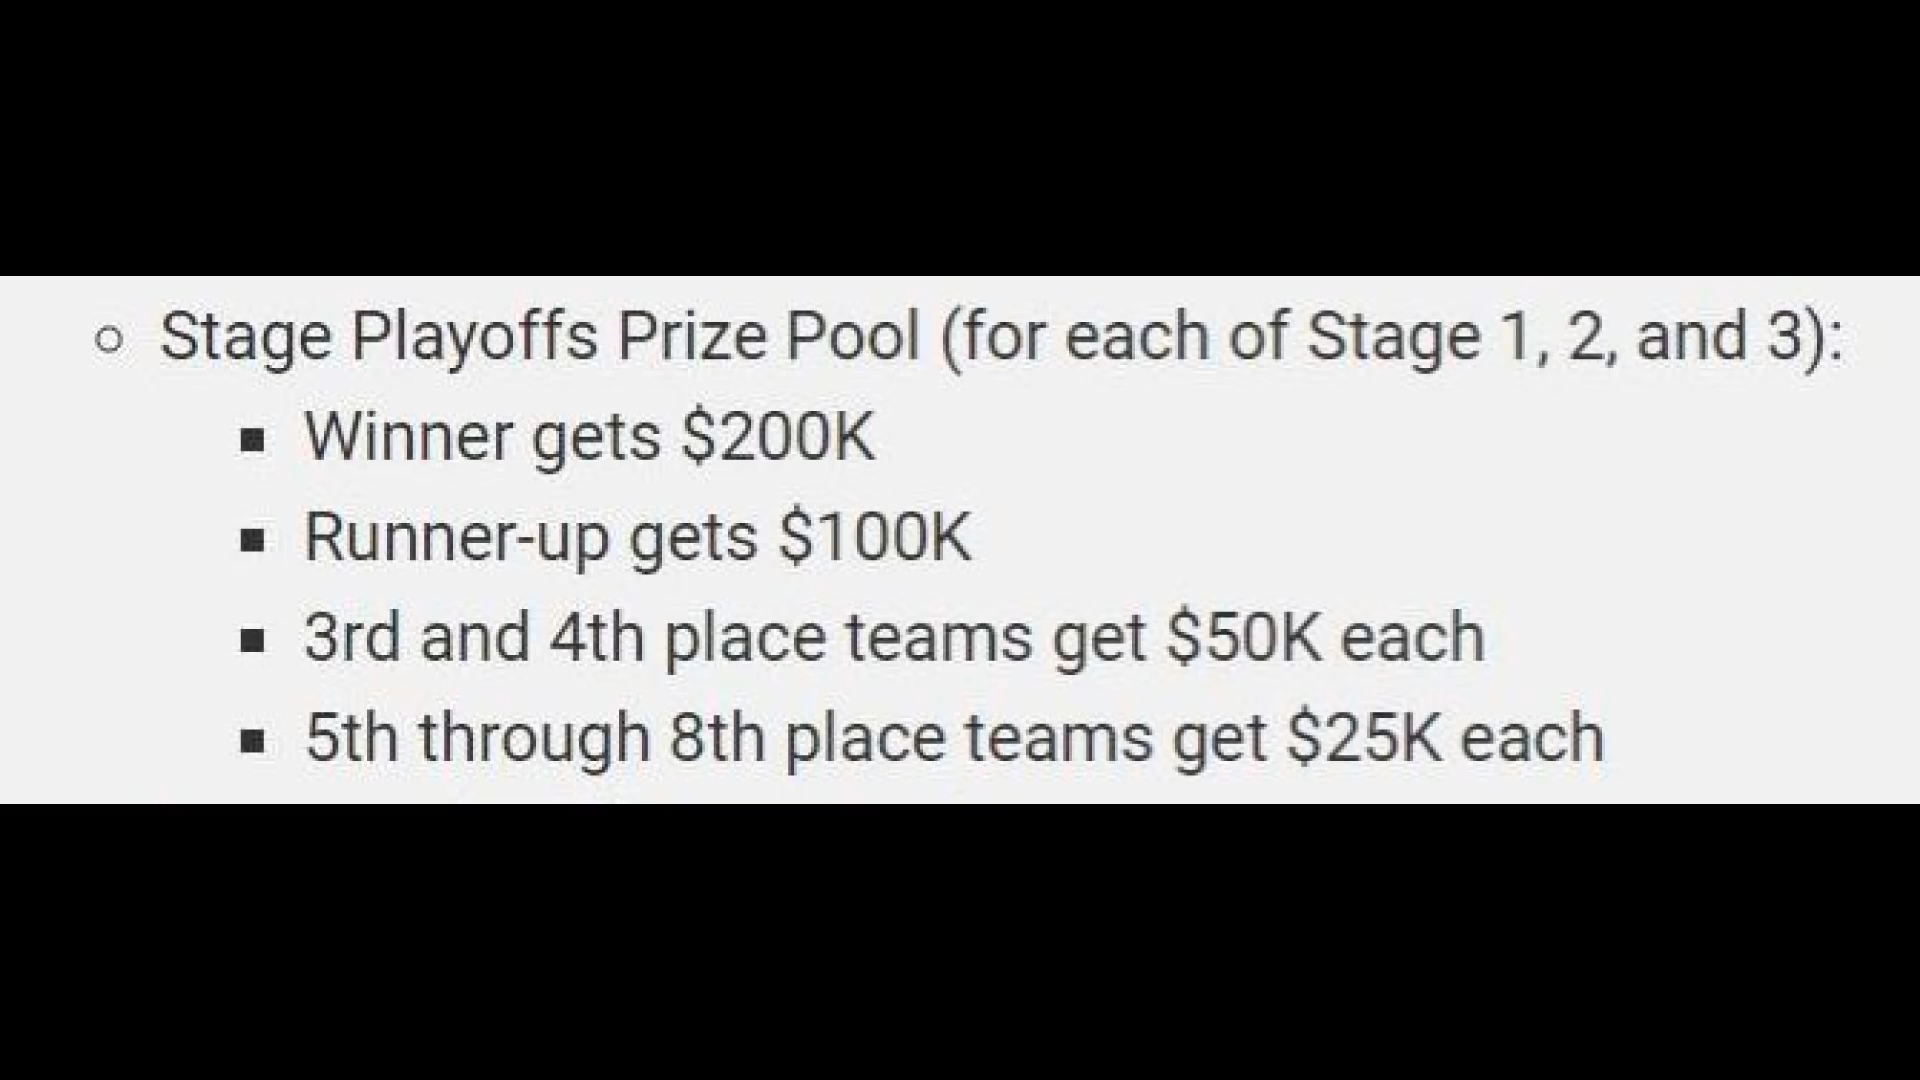 Stage Playoffs Prize Pool (for each of Stage 1, 2, and 3):
Winner gets $200K
Runner-up gets $100K
3rd and 4th place teams get $50K each
5th through 8th place teams get $25K each